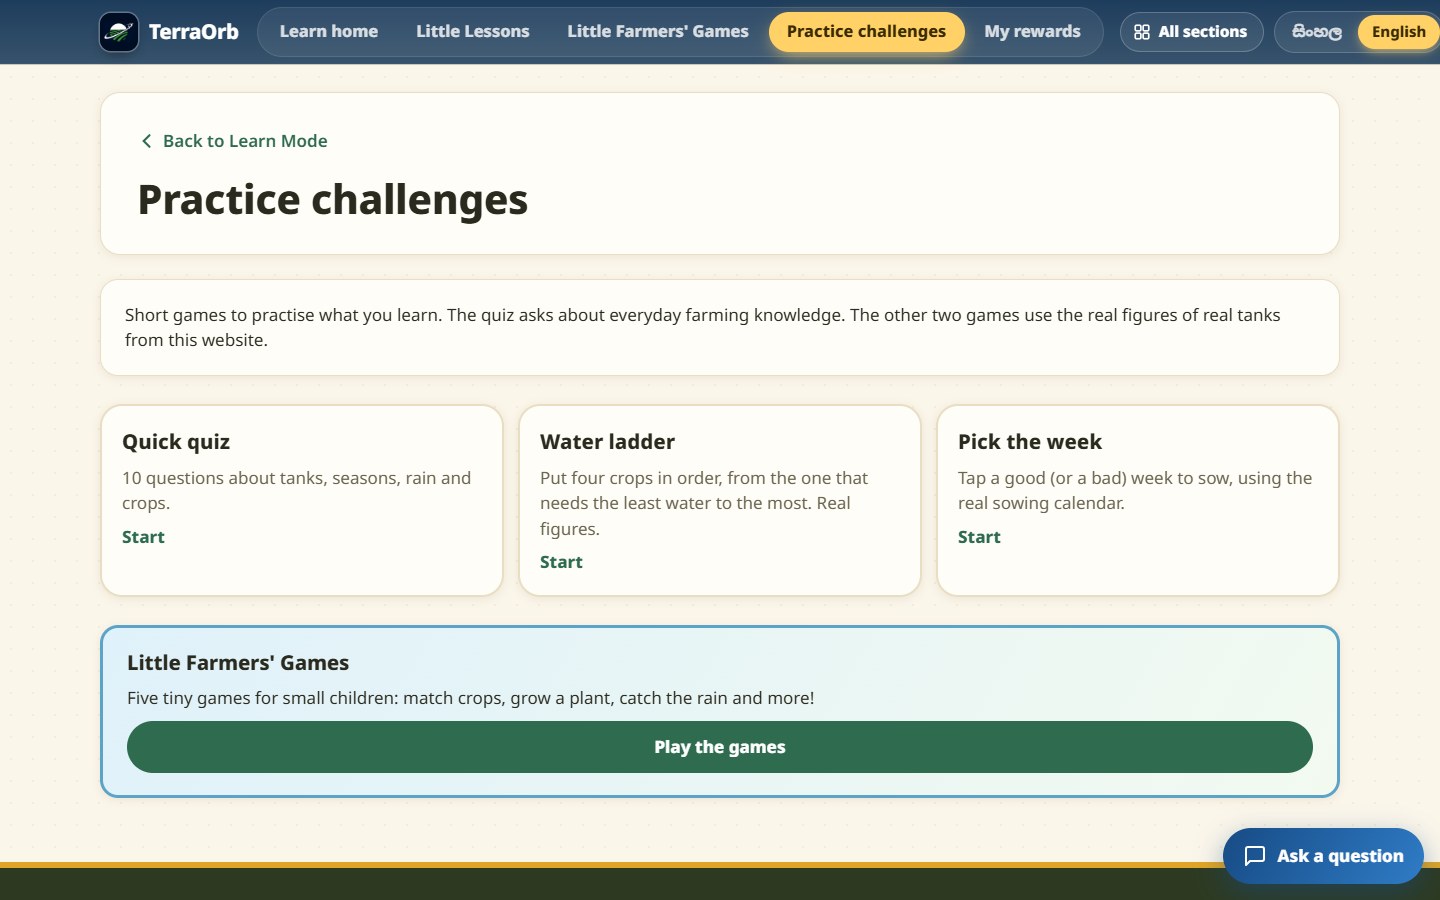 TerraOrb
Learn home
Little Lessons
Little Farmers' Games
Practice challenges
My rewards
All sections
සිංහල
English
Back to Learn Mode
Practice challenges
Short games to practise what you learn. The quiz asks about everyday farming knowledge. The other two games use the real figures of real tanks
from this website.
Quick quiz
10 questions about tanks, seasons, rain and
crops.
Start
Water ladder
Put four crops in order, from the one that
needs the least water to the most. Real
figures.
Start
Pick the week
Tap a good (or a bad) week to sow, using the
real sowing calendar.
Start
Little Farmers' Games
Five tiny games for small children: match crops, grow a plant, catch the rain and more!
Play the games
Ask a question